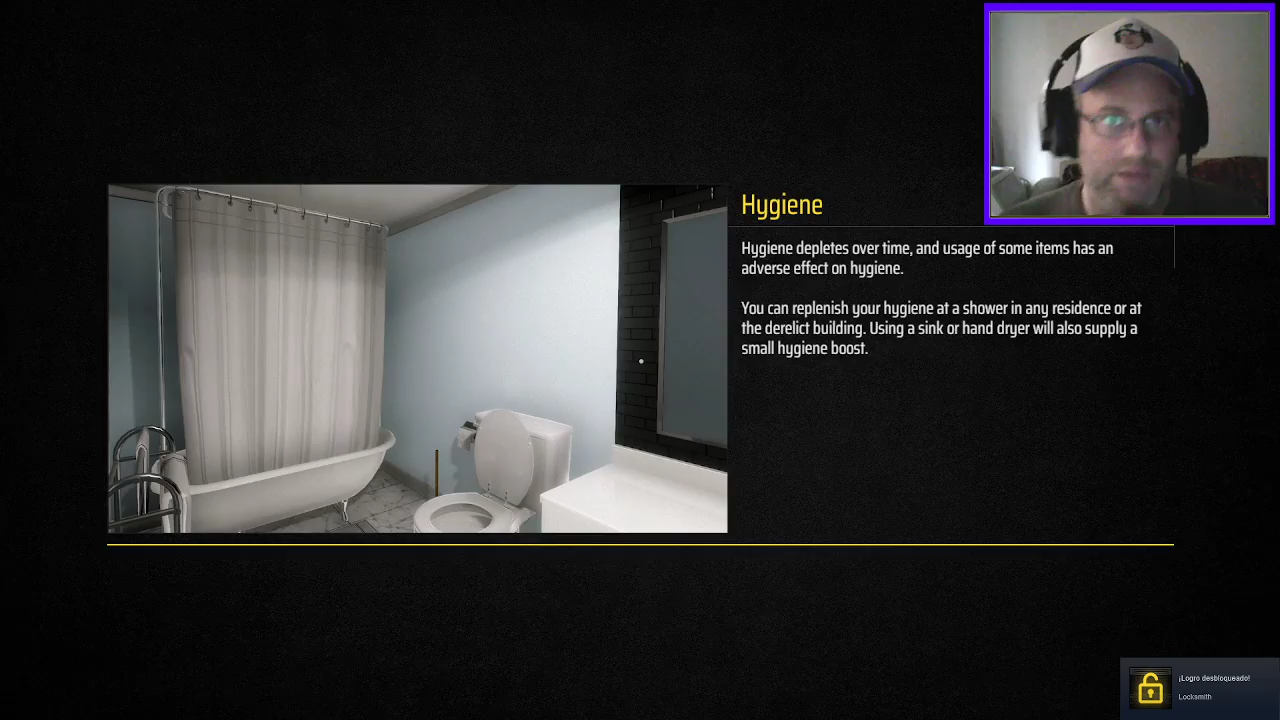 Hygiene
Hygiene depletes over time, and usage of some items has an
adverse effect on hygiene.
You can replenish your hygiene at a shower in any residence or at
the derelict building. Using a sink or hand dryer will also supply a
small hygiene boost.
¡Logro desbloqueado!
Locksmith